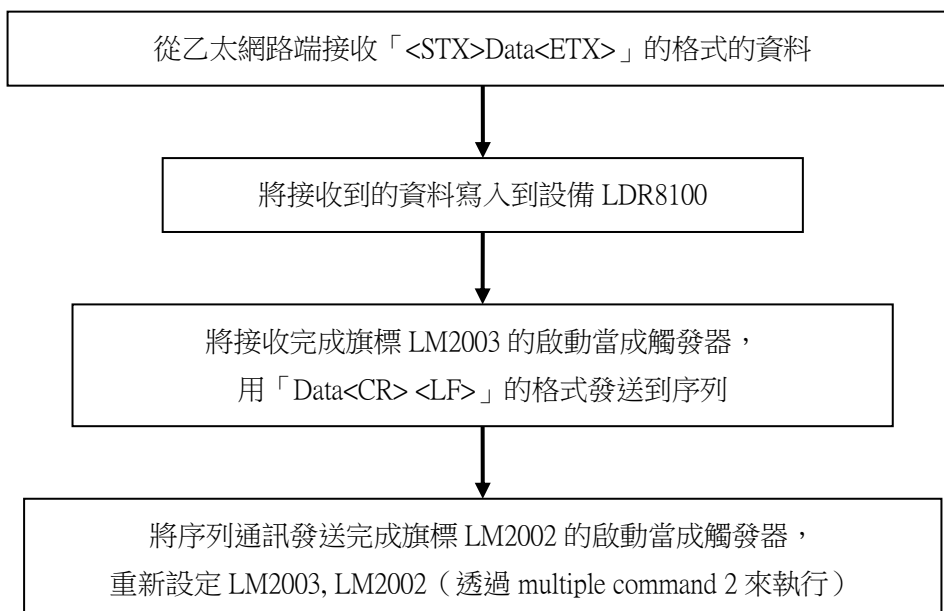 從乙太網路端接收「<STX>Data<ETX>」的格式的資料
將接收到的資料寫入到設備 LDR8100
將接收完成旗標 LM2003 的啟動當成觸發器，
用「Data<CR> <LF>」的格式發送到序列
將序列通訊發送完成旗標 LM2002 的啟動當成觸發器，
重新設定 LM2003, LM2002（透過 multiple command 2 來執行）